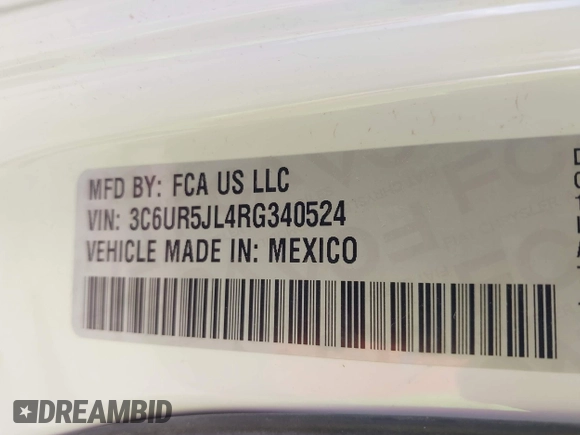 MFD BY: FCA US LLC
VIN: 3C6UR5JL4RG340524
VEHICLE MADE IN: MEXICO
DREAMBID